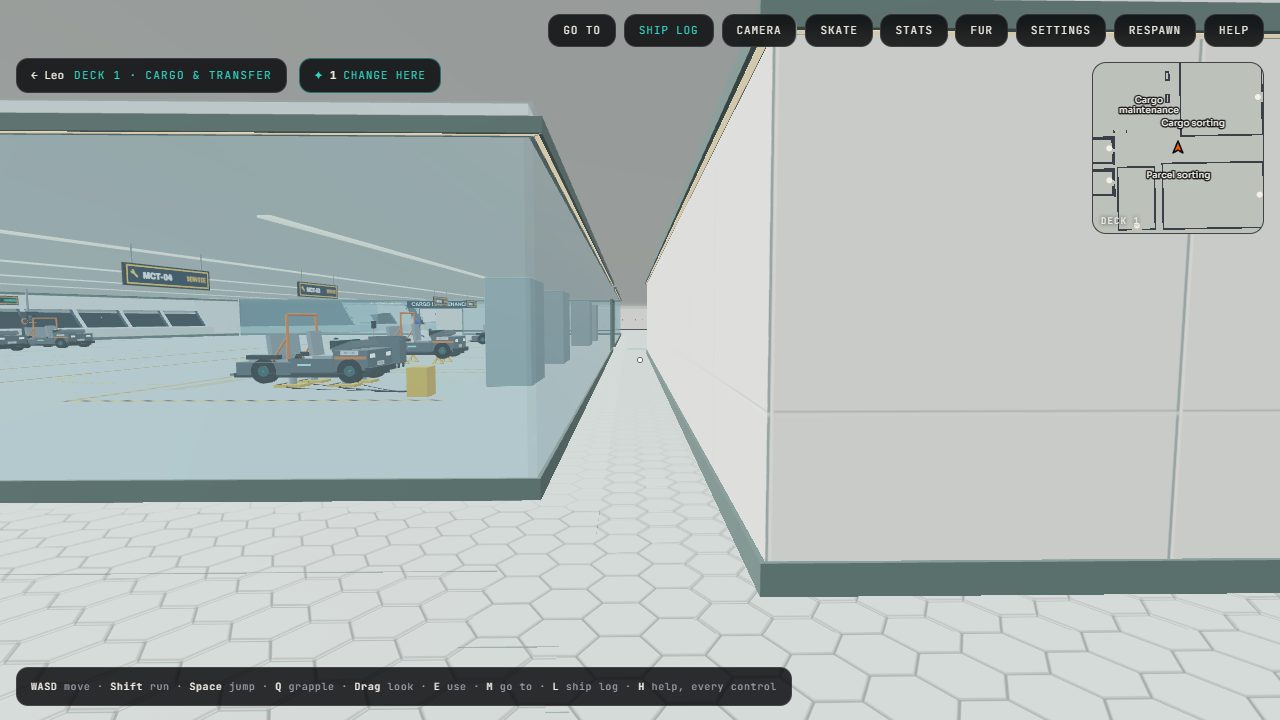 GO TO
SHIP LOG
CAMERA
SKATE
STATS
FUR
SETTINGS
RESPAWN
HELP
← Leo DECK 1 · CARGO & TRANSFER
✦ 1 CHANGE HERE
Cargo
maintenance
Cargo sorting
Parcel sorting
DECK 1
MCT-04 SERVICE
WASD move · Shift run · Space jump · Q grapple · Drag look · E use · M go to · L ship log · H help, every control